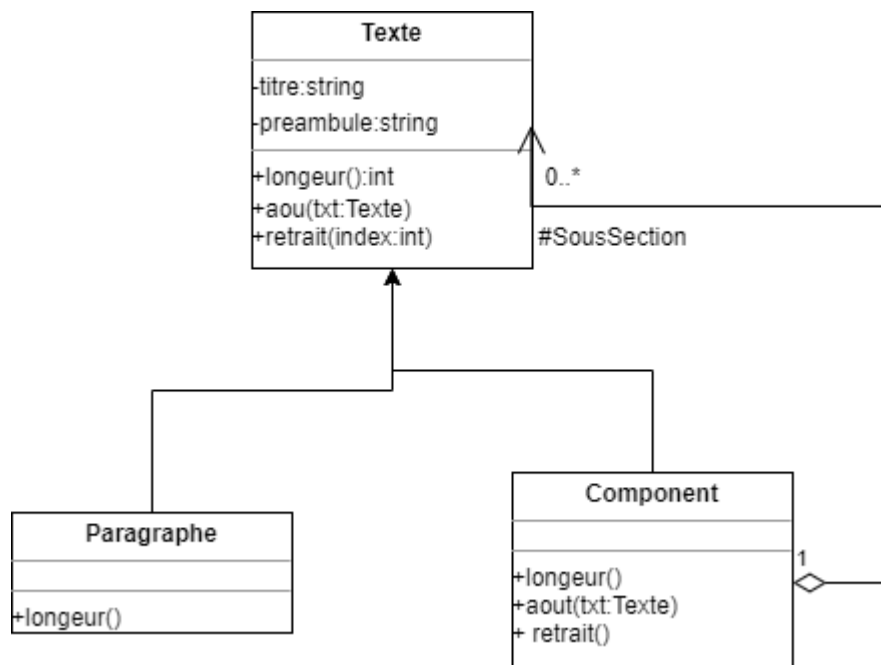 Texte
-titre:string
-preambule:string
+longeur():int
+aou(txt:Texte)
+retrait(index:int)
0..*
#SousSection
Paragraphe
+longeur()
Component
+longeur()
+aout(txt:Texte)
+ retrait()
1